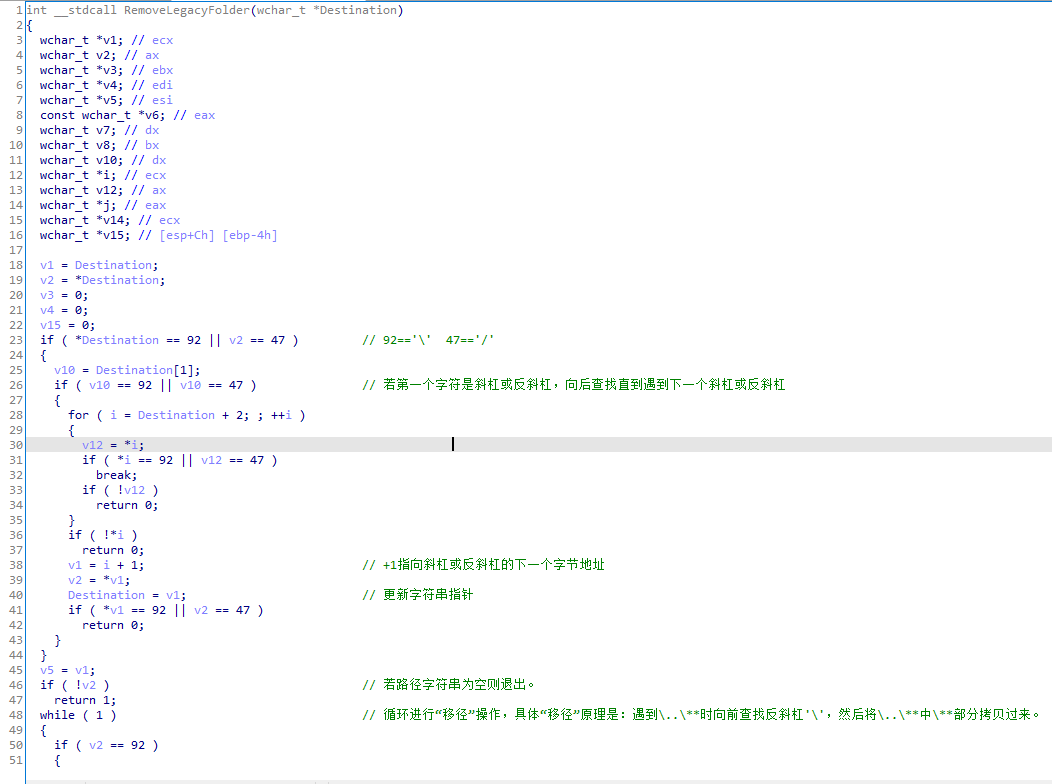 1 int __stdcall RemoveLegacyFolder(wchar_t *Destination)
2 {
3 wchar_t *v1; // ecx
4 wchar_t v2; // ax
5 wchar_t *v3; // ebx
6 wchar_t *v4; // edi
7 wchar_t *v5; // esi
8 const wchar_t *v6; // eax
9 wchar_t v7; // dx
10 wchar_t v8; // bx
11 wchar_t v10; // dx
12 wchar_t *i; // ecx
13 wchar_t v12; // ax
14 wchar_t *j; // eax
15 wchar_t *v14; // ecx
16 wchar_t *v15; // [esp+Ch] [ebp-4h]
17
18 v1 = Destination;
19 v2 = *Destination;
20 v3 = 0;
21 v4 = 0;
22 v15 = 0;
23 if ( *Destination == 92 || v2 == 47 ) // 92=='\' 47=='/'
24 {
25 v10 = Destination[1];
26 if ( v10 == 92 || v10 == 47 ) // 若第一个字符是斜杠或反斜杠，向后查找直到遇到下一个斜杠或反斜杠
27 {
28 for ( i = Destination + 2; ; ++i )
29 {
30 v12 = *i;
31 if ( *i == 92 || v12 == 47 )
32 break;
33 if ( !v12 )
34 return 0;
35 }
36 if ( !*i )
37 return 0;
38 v1 = i + 1; // +1指向斜杠或反斜杠的下一个字节地址
39 v2 = *v1;
40 Destination = v1; // 更新字符串指针
41 if ( *v1 == 92 || v2 == 47 )
42 return 0;
43 }
44 }
45 v5 = v1;
46 if ( !v2 ) // 若路径字符串为空则退出。
47 return 1;
48 while ( 1 ) // 循环进行“移径”操作，具体“移径”原理是：遇到\..\**时向前查找反斜杠'\'，然后将\..\**中\**部分拷贝过来。
49 {
50 if ( v2 == 92 )
51 {